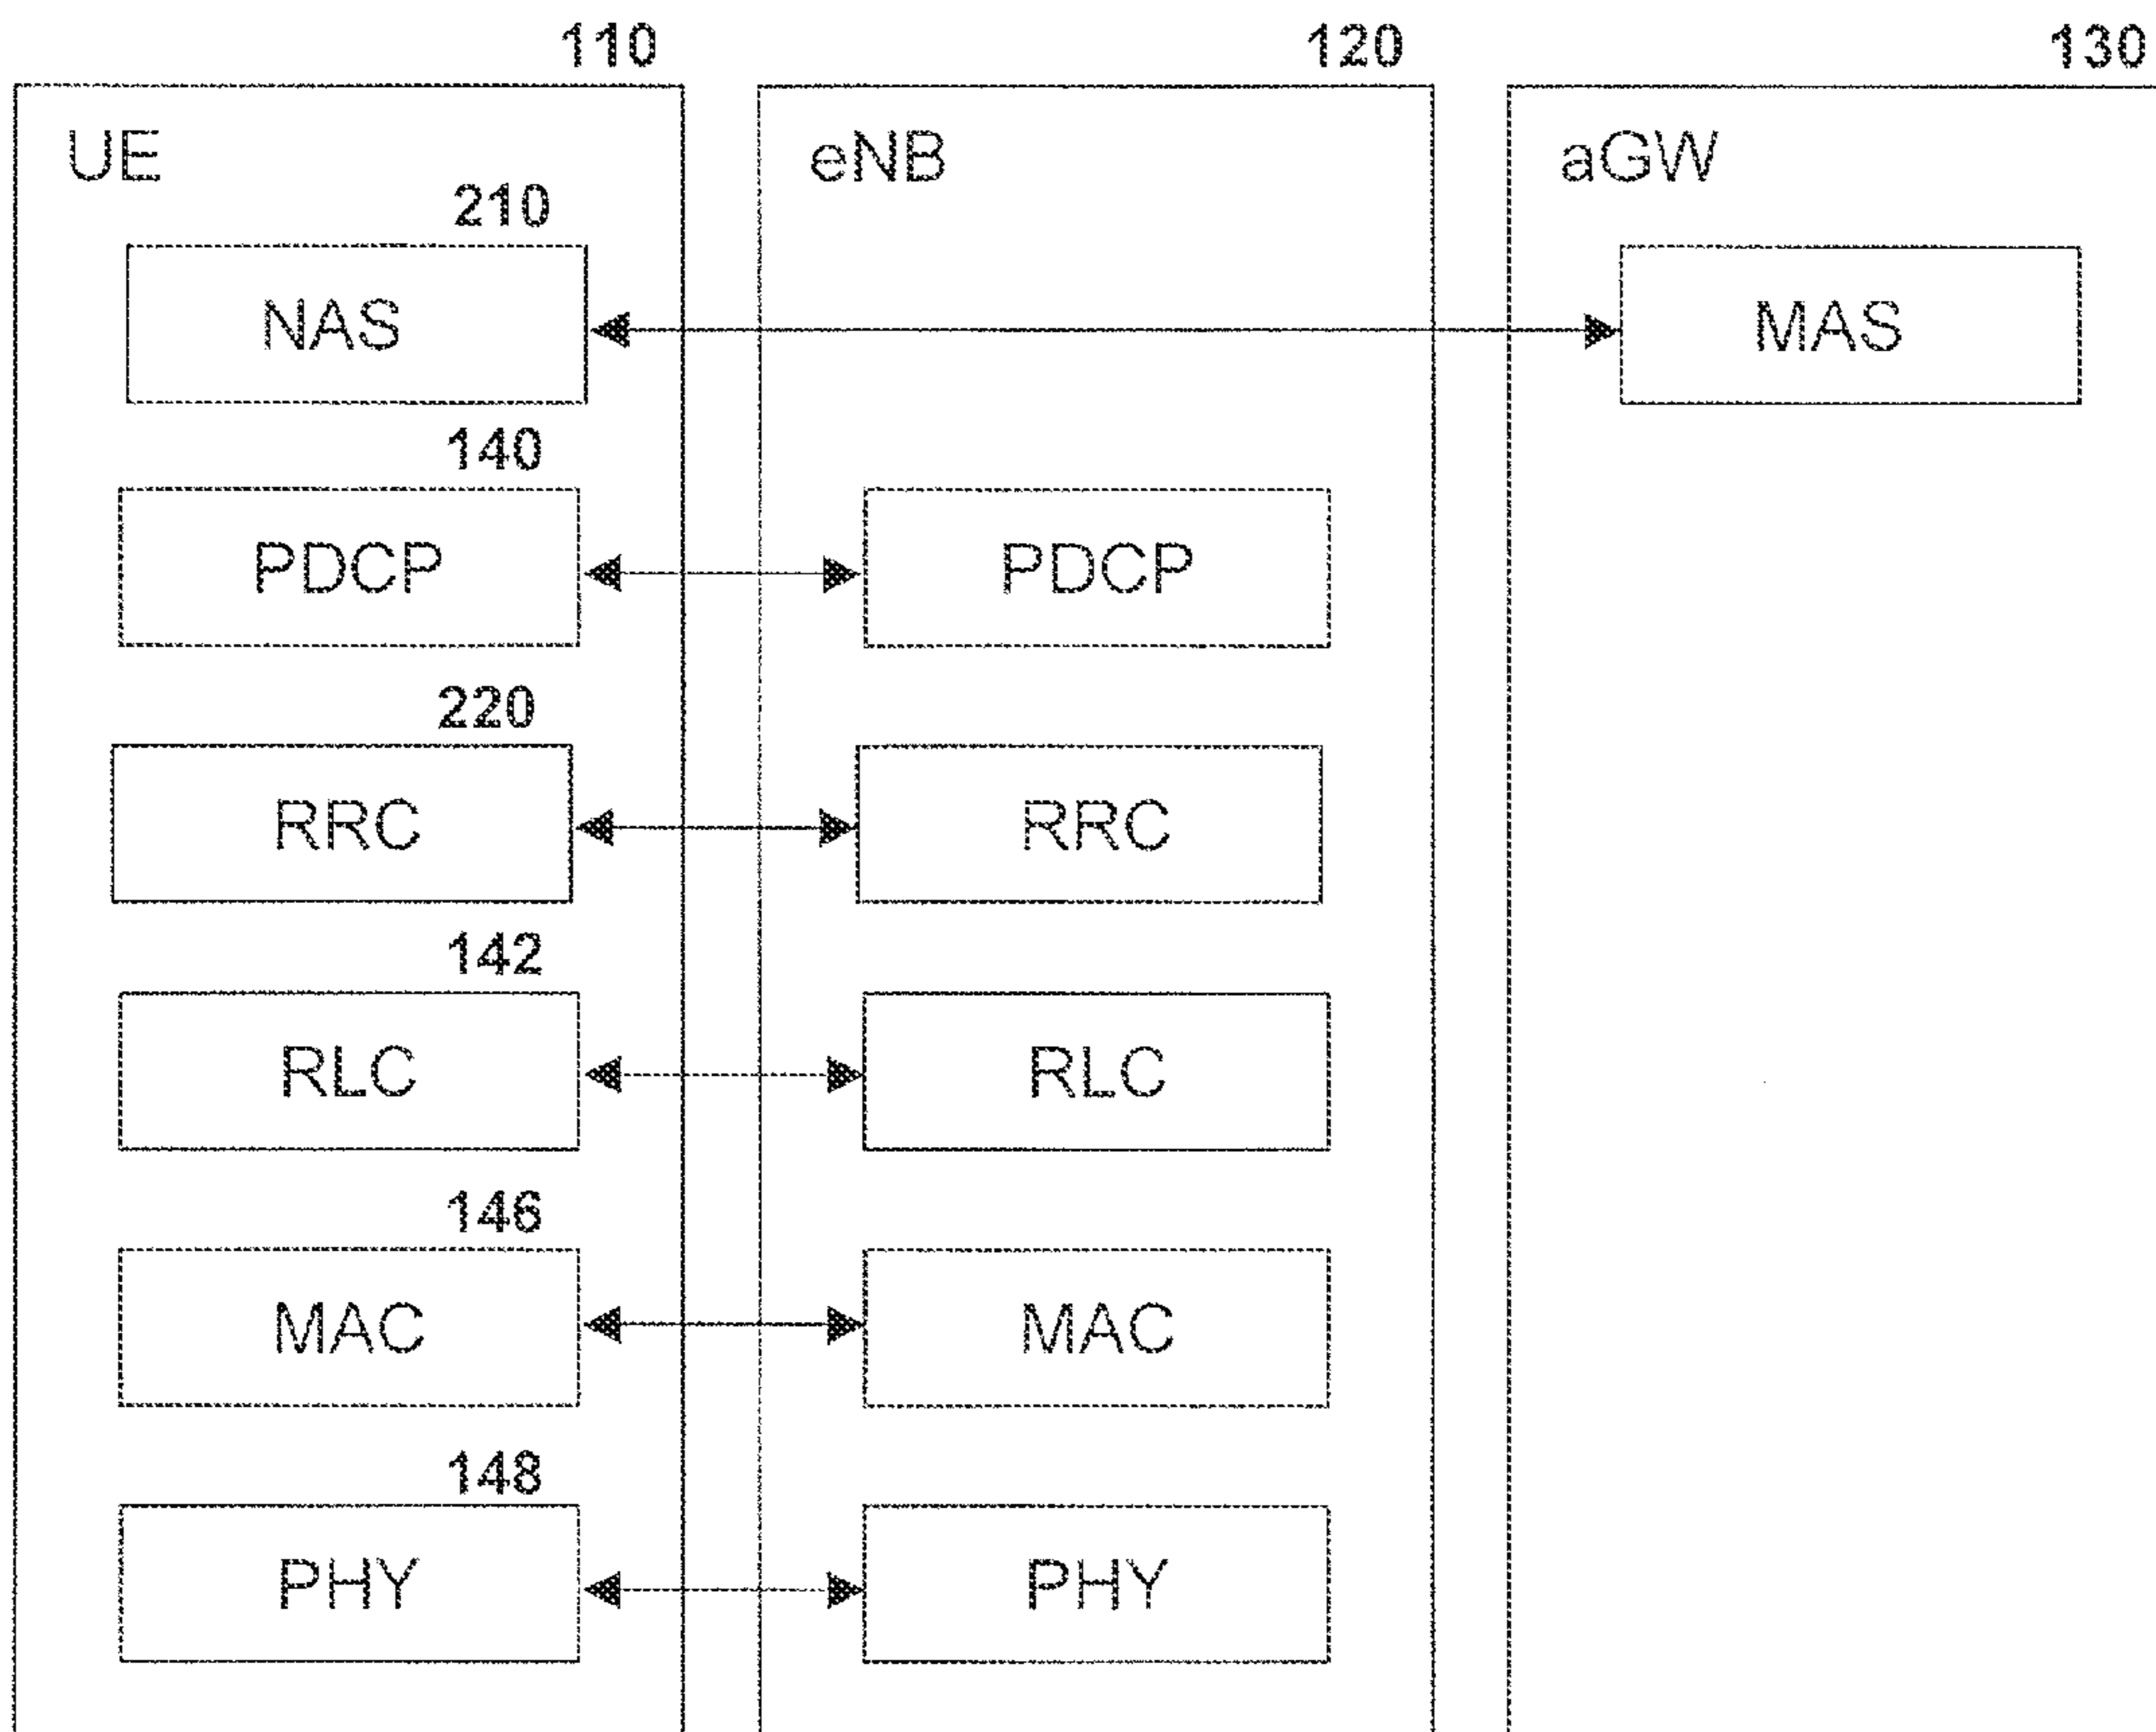 110 120 130
UE eNB aGW
210
NAS MAS
140
PDCP PDCP
220
RRC RRC
142
RLC RLC
146
MAC MAC
148
PHY PHY